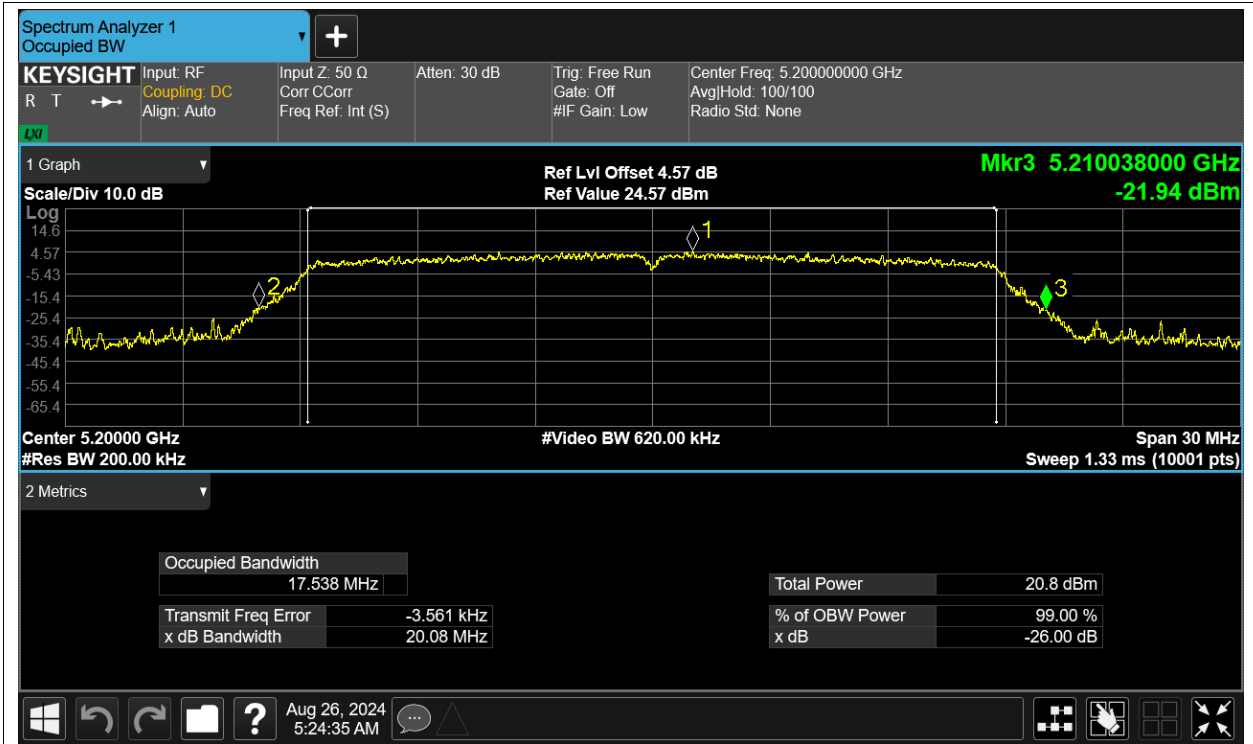 Spectrum Analyzer 1
Occupied BW
KEYSIGHT
R T
LXI
Input: RF
Coupling: DC
Align: Auto
Input Z: 50 Ω
Corr CCorr
Freq Ref: Int (S)
Atten: 30 dB
Trig: Free Run
Gate: Off
#IF Gain: Low
Center Freq: 5.200000000 GHz
Avg|Hold: 100/100
Radio Std: None
1 Graph
Scale/Div 10.0 dB
Ref Lvl Offset 4.57 dB
Ref Value 24.57 dBm
Mkr3 5.210038000 GHz
-21.94 dBm
Log
14.6
4.57
-5.43
-15.4
-25.4
-35.4
-45.4
-55.4
-65.4
1
2
3
Center 5.20000 GHz
#Video BW 620.00 kHz
Span 30 MHz
#Res BW 200.00 kHz
Sweep 1.33 ms (10001 pts)
2 Metrics
Occupied Bandwidth
17.538 MHz
Transmit Freq Error -3.561 kHz
x dB Bandwidth 20.08 MHz
Total Power 20.8 dBm
% of OBW Power 99.00 %
x dB -26.00 dB
?
Aug 26, 2024
5:24:35 AM